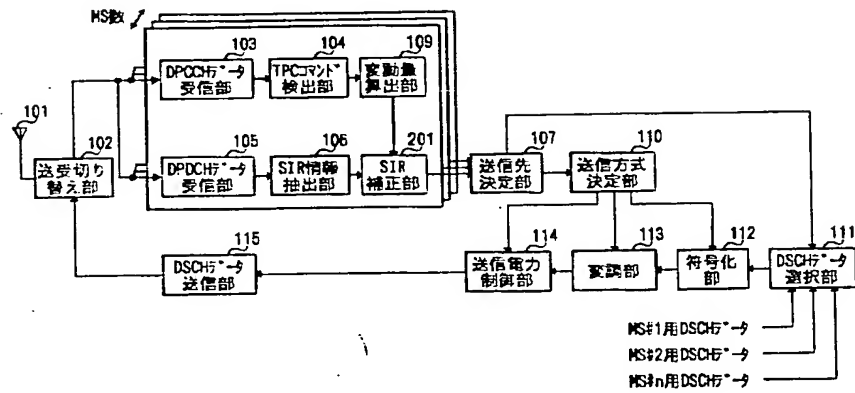 MS数
103
104
109
DPCCHデータ
受信部
TPCコマンド
検出部
変動量
算出部
101
102
105
106
201
107
110
送受切り
替え部
DPDCHデータ
受信部
SIR情報
抽出部
SIR
補正部
送信先
決定部
送信方式
決定部
115
114
113
112
111
DSCHデータ
送信部
送信電力
制御部
変調部
符号化
部
DSCHデータ
選択部
MS#1用DSCHデータ
MS#2用DSCHデータ
MS#n用DSCHデータ